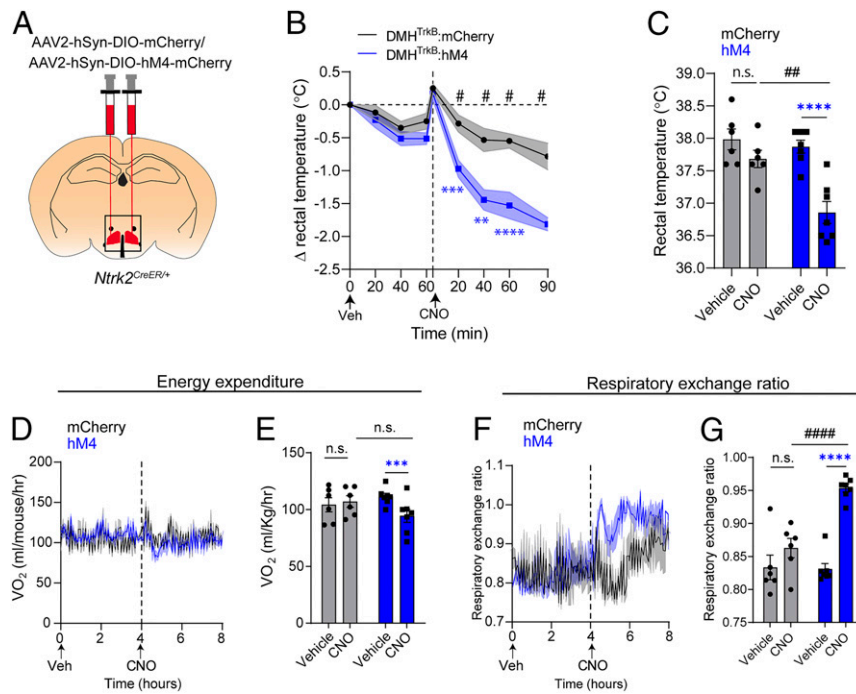 A
AAV2-hSyn-DIO-mCherry/
AAV2-hSyn-DIO-hM4-mCherry
Ntrk2CreER/+
B
DMHTrkB:mCherry
DMHTrkB:hM4
Δ rectal temperature (°C)
0.5
0.0
-0.5
-1.0
-1.5
-2.0
-2.5
# # # #
***
**
****
0 20 40 60 20 40 60 90
Veh
CNO
Time (min)
C
mCherry
hM4
n.s.
##
****
Rectal temperature (°C)
39.0
38.5
38.0
37.5
37.0
36.5
36.0
Vehicle
CNO
Vehicle
CNO
Energy expenditure
D
mCherry
hM4
VO2 (ml/mouse/hr)
200
150
100
50
0
0 2 4 6 8
Veh
CNO
Time (hours)
E
n.s.
n.s.
***
VO2 (ml/Kg/hr)
150
100
50
0
Vehicle
CNO
Vehicle
CNO
Respiratory exchange ratio
F
mCherry
hM4
Respiratory exchange ratio
1.1
1.0
0.9
0.8
0.7
0 2 4 6 8
Veh
CNO
Time (hours)
G
####
n.s.
****
Respiratory exchange ratio
1.00
0.95
0.90
0.85
0.80
0.75
Vehicle
CNO
Vehicle
CNO